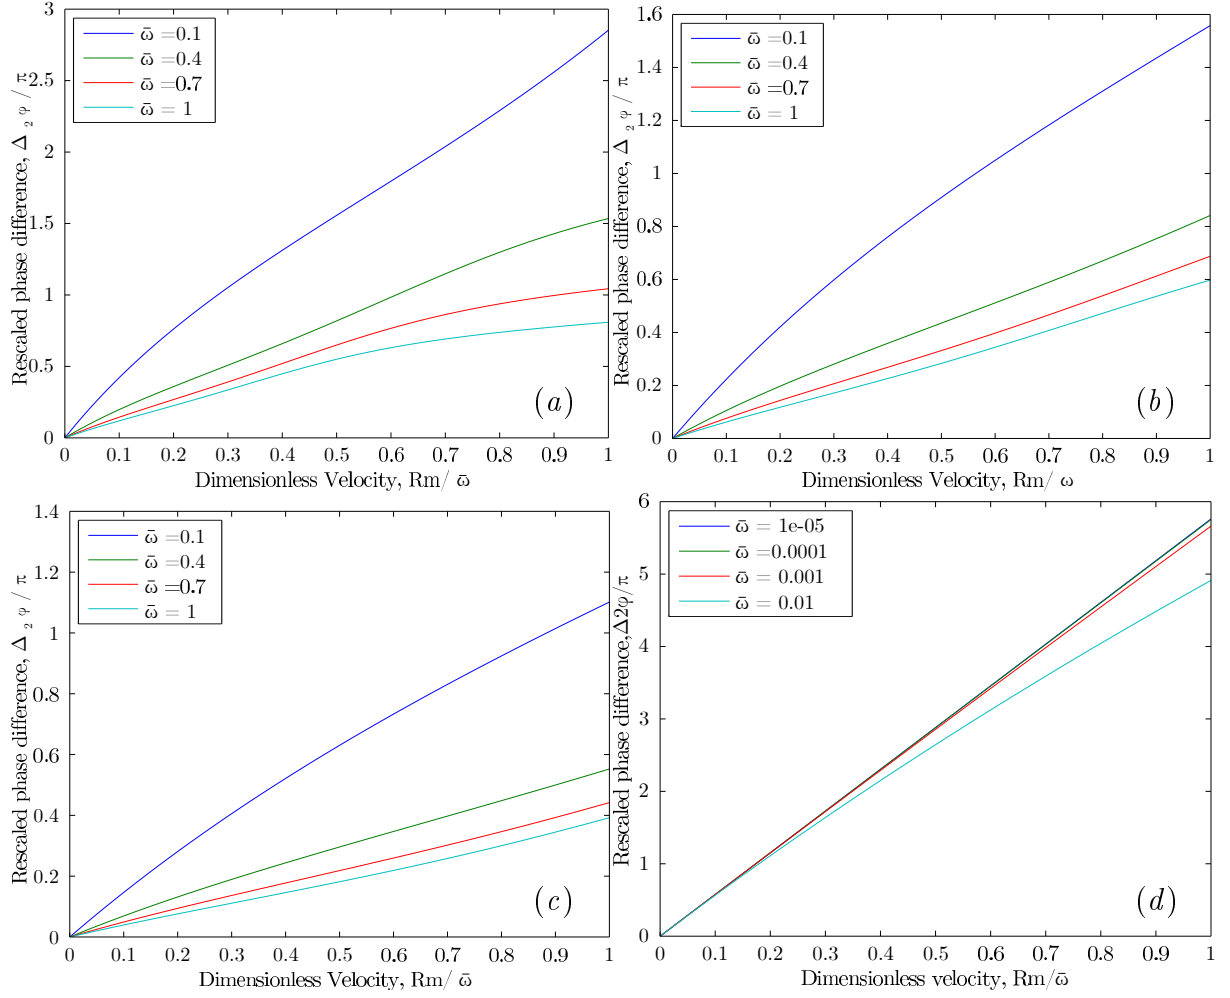 3
2.5
2
1.5
1
0.5
0
Rescaled phase difference, Δ ₂ φ / π
ω̄ =0.1
ω̄ =0.4
ω̄ =0.7
ω̄ = 1
(a)
0 0.1 0.2 0.3 0.4 0.5 0.6 0.7 0.8 0.9 1
Dimensionless Velocity, Rm/ ω̄
1.6
1.4
1.2
1
0.8
0.6
0.4
0.2
0
Rescaled phase difference, Δ ₂ φ / π
ω̄ =0.1
ω̄ =0.4
ω̄ =0.7
ω̄ = 1
(b)
0 0.1 0.2 0.3 0.4 0.5 0.6 0.7 0.8 0.9 1
Dimensionless Velocity, Rm/ ω
1.4
1.2
1
0.8
0.6
0.4
0.2
0
Rescaled phase difference, Δ ₂ φ / π
ω̄ =0.1
ω̄ =0.4
ω̄ =0.7
ω̄ = 1
(c)
0 0.1 0.2 0.3 0.4 0.5 0.6 0.7 0.8 0.9 1
Dimensionless Velocity, Rm/ ω̄
6
5
4
3
2
1
0
Rescaled phase difference,Δ2φ/π
ω̄ = 1e-05
ω̄ =0.0001
ω̄ = 0.001
ω̄ = 0.01
(d)
0 0.1 0.2 0.3 0.4 0.5 0.6 0.7 0.8 0.9 1
Dimensionless velocity, Rm/ω̄